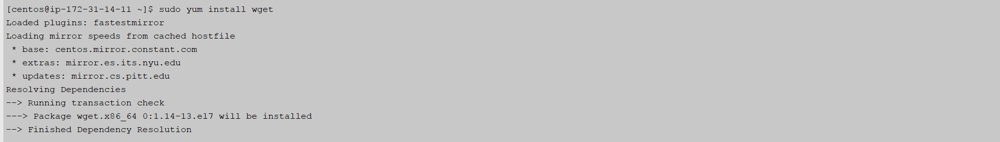 [centos@ip-172-31-14-11 ~]$ sudo yum install wget
Loaded plugins: fastestmirror
Loading mirror speeds from cached hostfile
* base: centos.mirror.constant.com
* extras: mirror.es.its.nyu.edu
* updates: mirror.cs.pitt.edu
Resolving Dependencies
--> Running transaction check
---> Package wget.x86_64 0:1.14-13.el7 will be installed
--> Finished Dependency Resolution